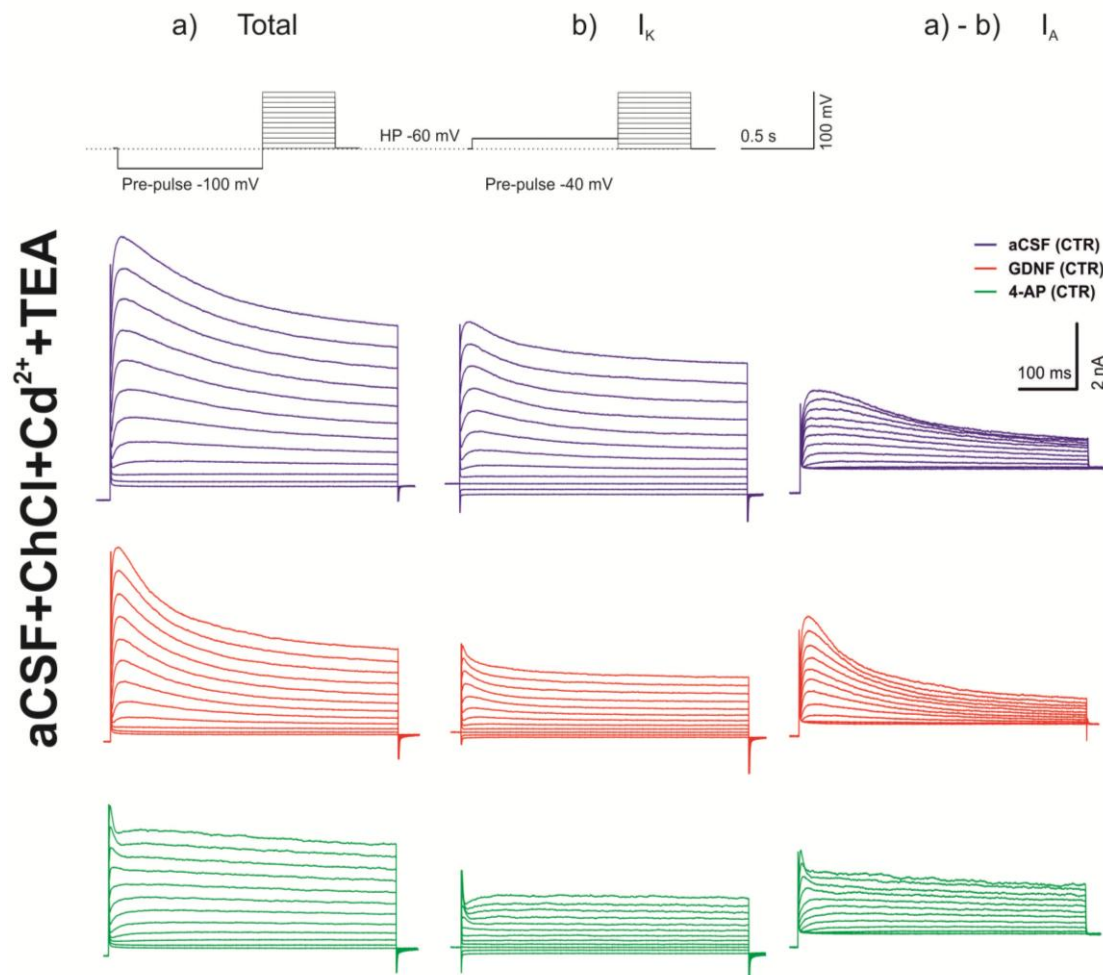 a) Total
b) I_K
a) - b) I_A
HP -60 mV
0.5 s
100 mV
Pre-pulse -100 mV
Pre-pulse -40 mV
aCSF+ChCl+Cd²⁺+TEA
aCSF (CTR)
GDNF (CTR)
4-AP (CTR)
100 ms
2 nA